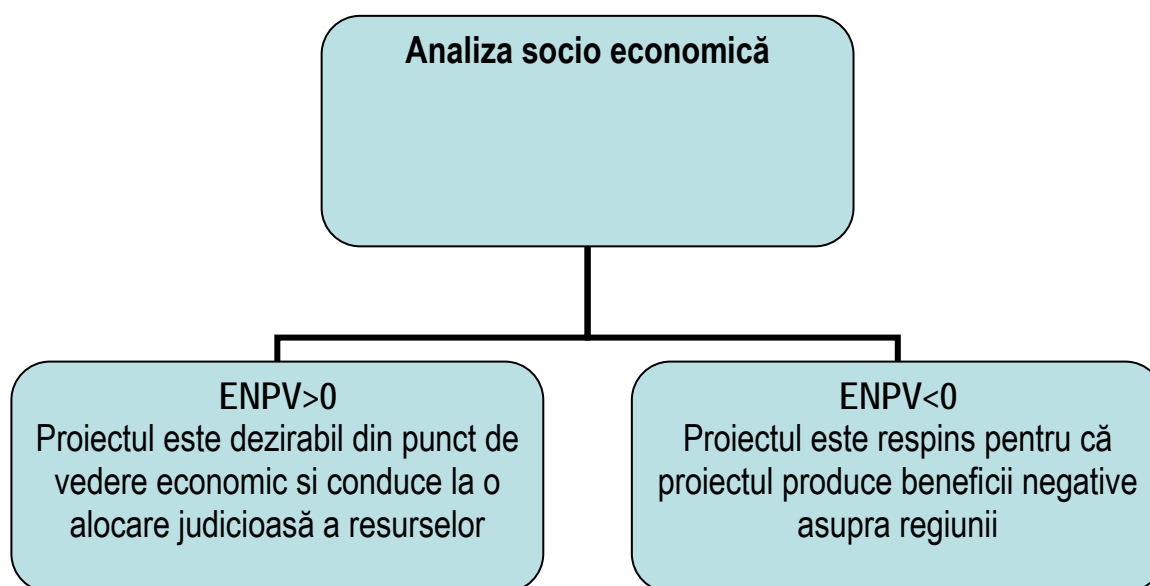 Analiza socio economică
ENPV>0
Proiectul este dezirabil din punct de
vedere economic si conduce la o
alocare judicioasă a resurselor
ENPV<0
Proiectul este respins pentru că
proiectul produce beneficii negative
asupra regiunii